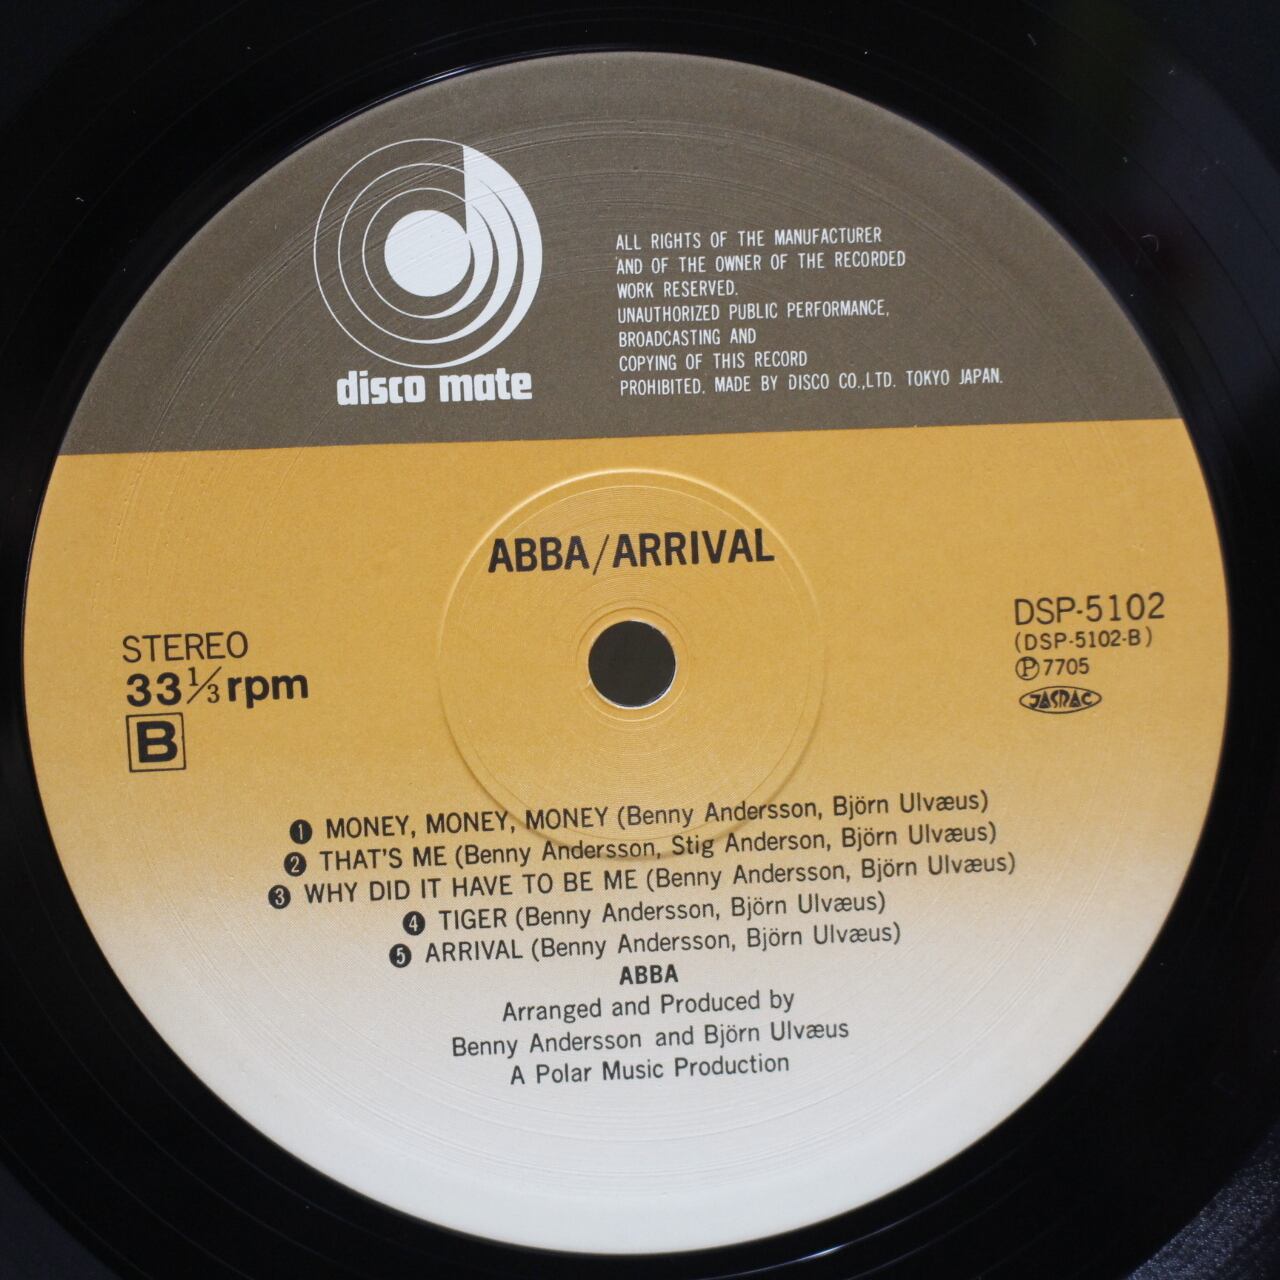 disco mate
ALL RIGHTS OF THE MANUFACTURER
AND OF THE OWNER OF THE RECORDED
WORK RESERVED.
UNAUTHORIZED PUBLIC PERFORMANCE,
BROADCASTING AND
COPYING OF THIS RECORD
PROHIBITED. MADE BY DISCO CO.,LTD. TOKYO JAPAN.
ABBA/ARRIVAL
STEREO
33 1/3 rpm
B
DSP-5102
(DSP-5102-B)
Ⓟ7705
JASRAC
❶ MONEY, MONEY, MONEY (Benny Andersson, Björn Ulvæus)
❷ THAT'S ME (Benny Andersson, Stig Anderson, Björn Ulvæus)
❸ WHY DID IT HAVE TO BE ME (Benny Andersson, Björn Ulvæus)
❹ TIGER (Benny Andersson, Björn Ulvæus)
❺ ARRIVAL (Benny Andersson, Björn Ulvæus)
ABBA
Arranged and Produced by
Benny Andersson and Björn Ulvæus
A Polar Music Production